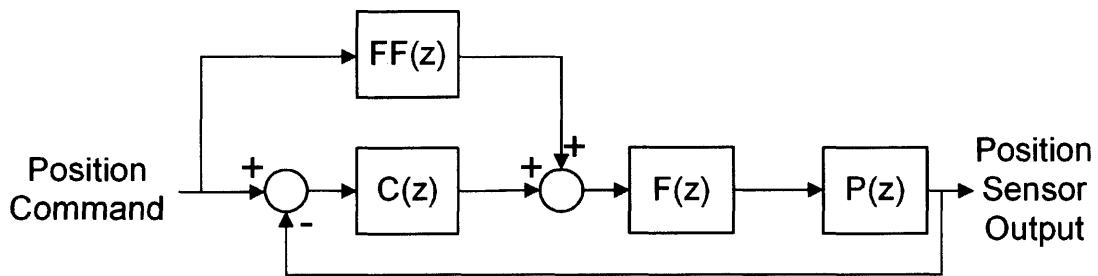 FF(z)
Position
Command
+
-
C(z)
+
+
F(z)
P(z)
Position
Sensor
Output